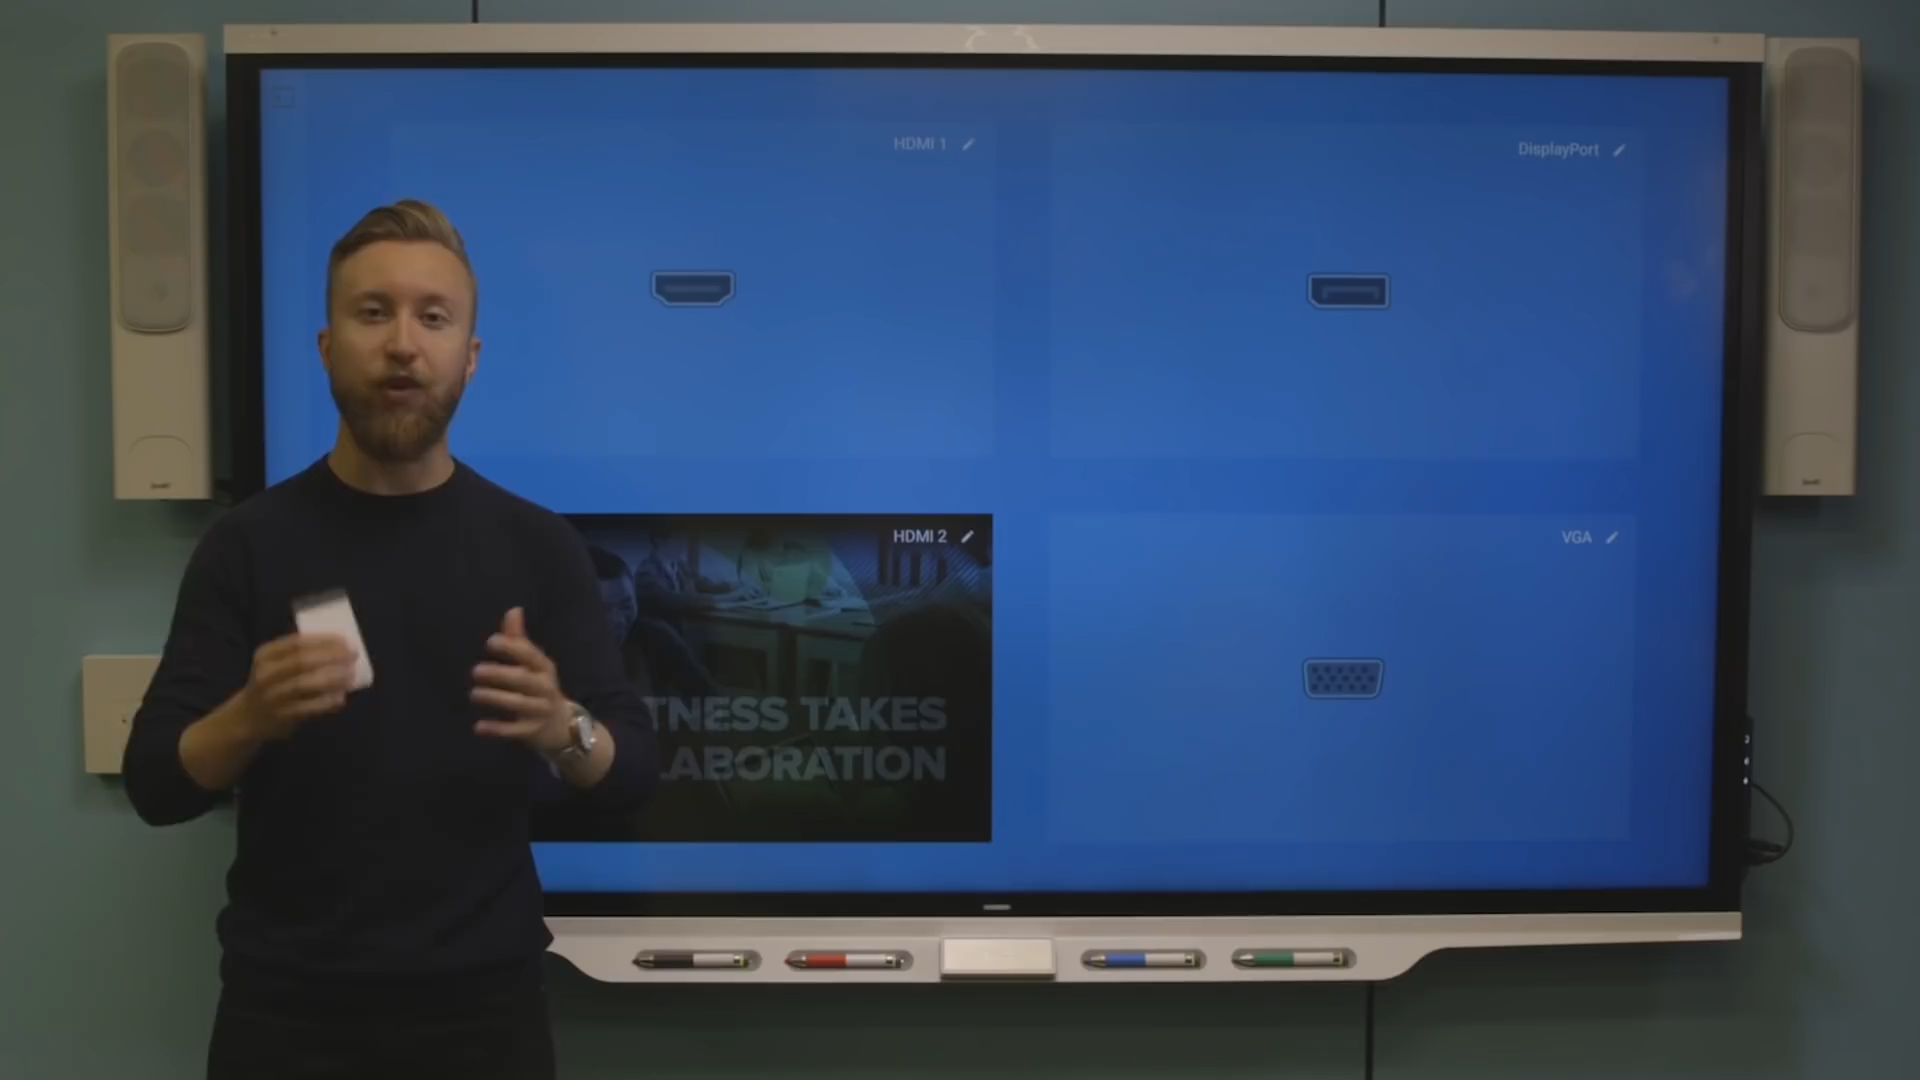 HDMI 1
DisplayPort
HDMI 2
VGA
TNESS TAKES
LABORATION